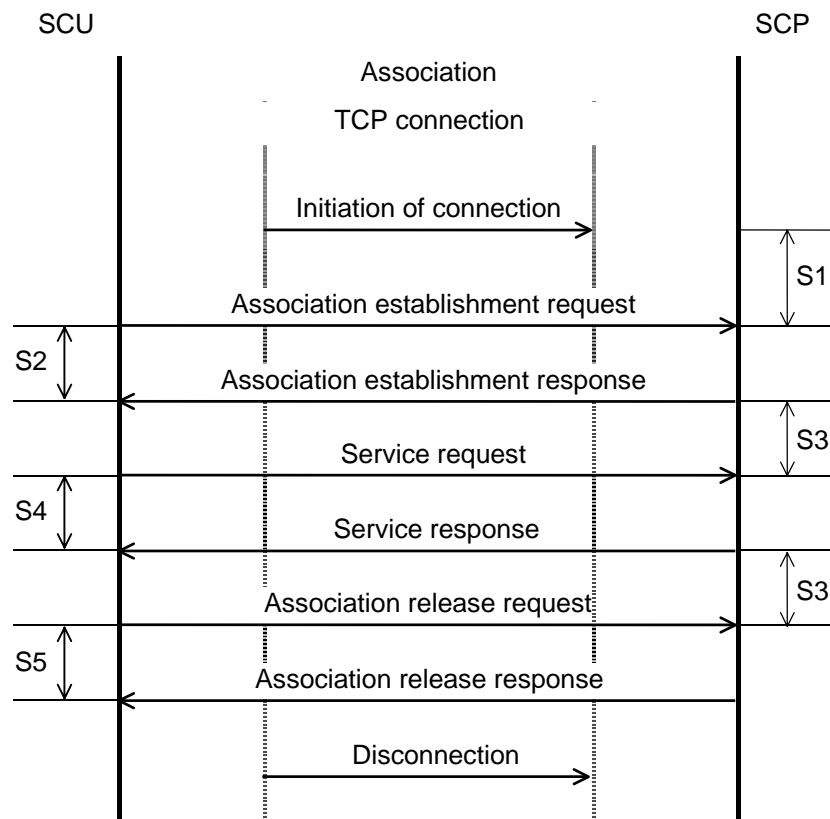 SCU
SCP
Association
TCP connection
Initiation of connection
S1
Association establishment request
S2
Association establishment response
S3
Service request
S4
Service response
S3
Association release request
S5
Association release response
Disconnection